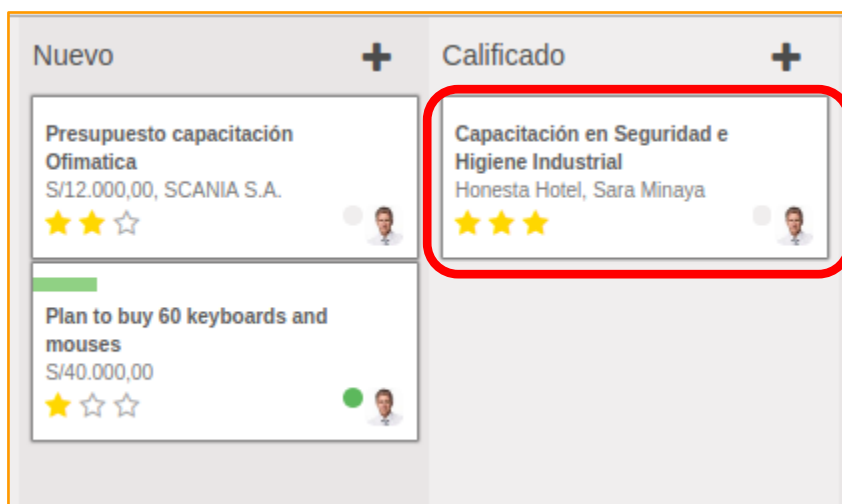 Nuevo
Presupuesto capacitación
Ofimatica
S/12.000,00, SCANIA S.A.
Plan to buy 60 keyboards and
mouses
S/40.000,00
Calificado
Capacitación en Seguridad e
Higiene Industrial
Honesta Hotel, Sara Minaya